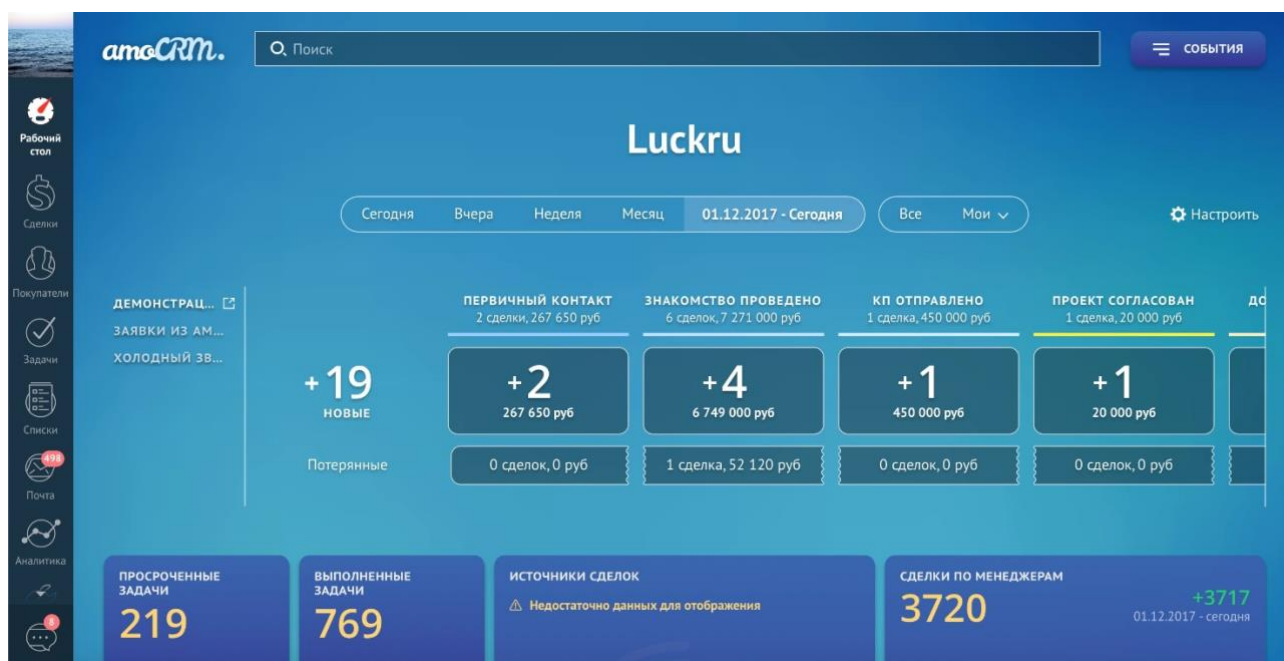 amoCRM.
Поиск
СОБЫТИЯ
Рабочий
стол
Сделки
Покупатели
Задачи
Списки
498
Почта
Аналитика
8
Luckru
Сегодня Вчера Неделя Месяц 01.12.2017 - Сегодня Все Мои
Настроить
ДЕМОНСТРАЦ...
ЗАЯВКИ ИЗ АМ...
ХОЛОДНЫЙ ЗВ...
ПЕРВИЧНЫЙ КОНТАКТ ЗНАКОМСТВО ПРОВЕДЕНО КП ОТПРАВЛЕНО ПРОЕКТ СОГЛАСОВАН ДО
2 сделки, 267 650 руб 6 сделок, 7 271 000 руб 1 сделка, 450 000 руб 1 сделка, 20 000 руб
+19 +2 +4 +1 +1
НОВЫЕ 267 650 руб 6 749 000 руб 450 000 руб 20 000 руб
Потерянные 0 сделок, 0 руб 1 сделка, 52 120 руб 0 сделок, 0 руб 0 сделок, 0 руб
ПРОСРОЧЕННЫЕ
ЗАДАЧИ
219
ВЫПОЛНЕННЫЕ
ЗАДАЧИ
769
ИСТОЧНИКИ СДЕЛОК
Недостаточно данных для отображения
СДЕЛКИ ПО МЕНЕДЖЕРАМ
3720
+3717
01.12.2017 - сегодня